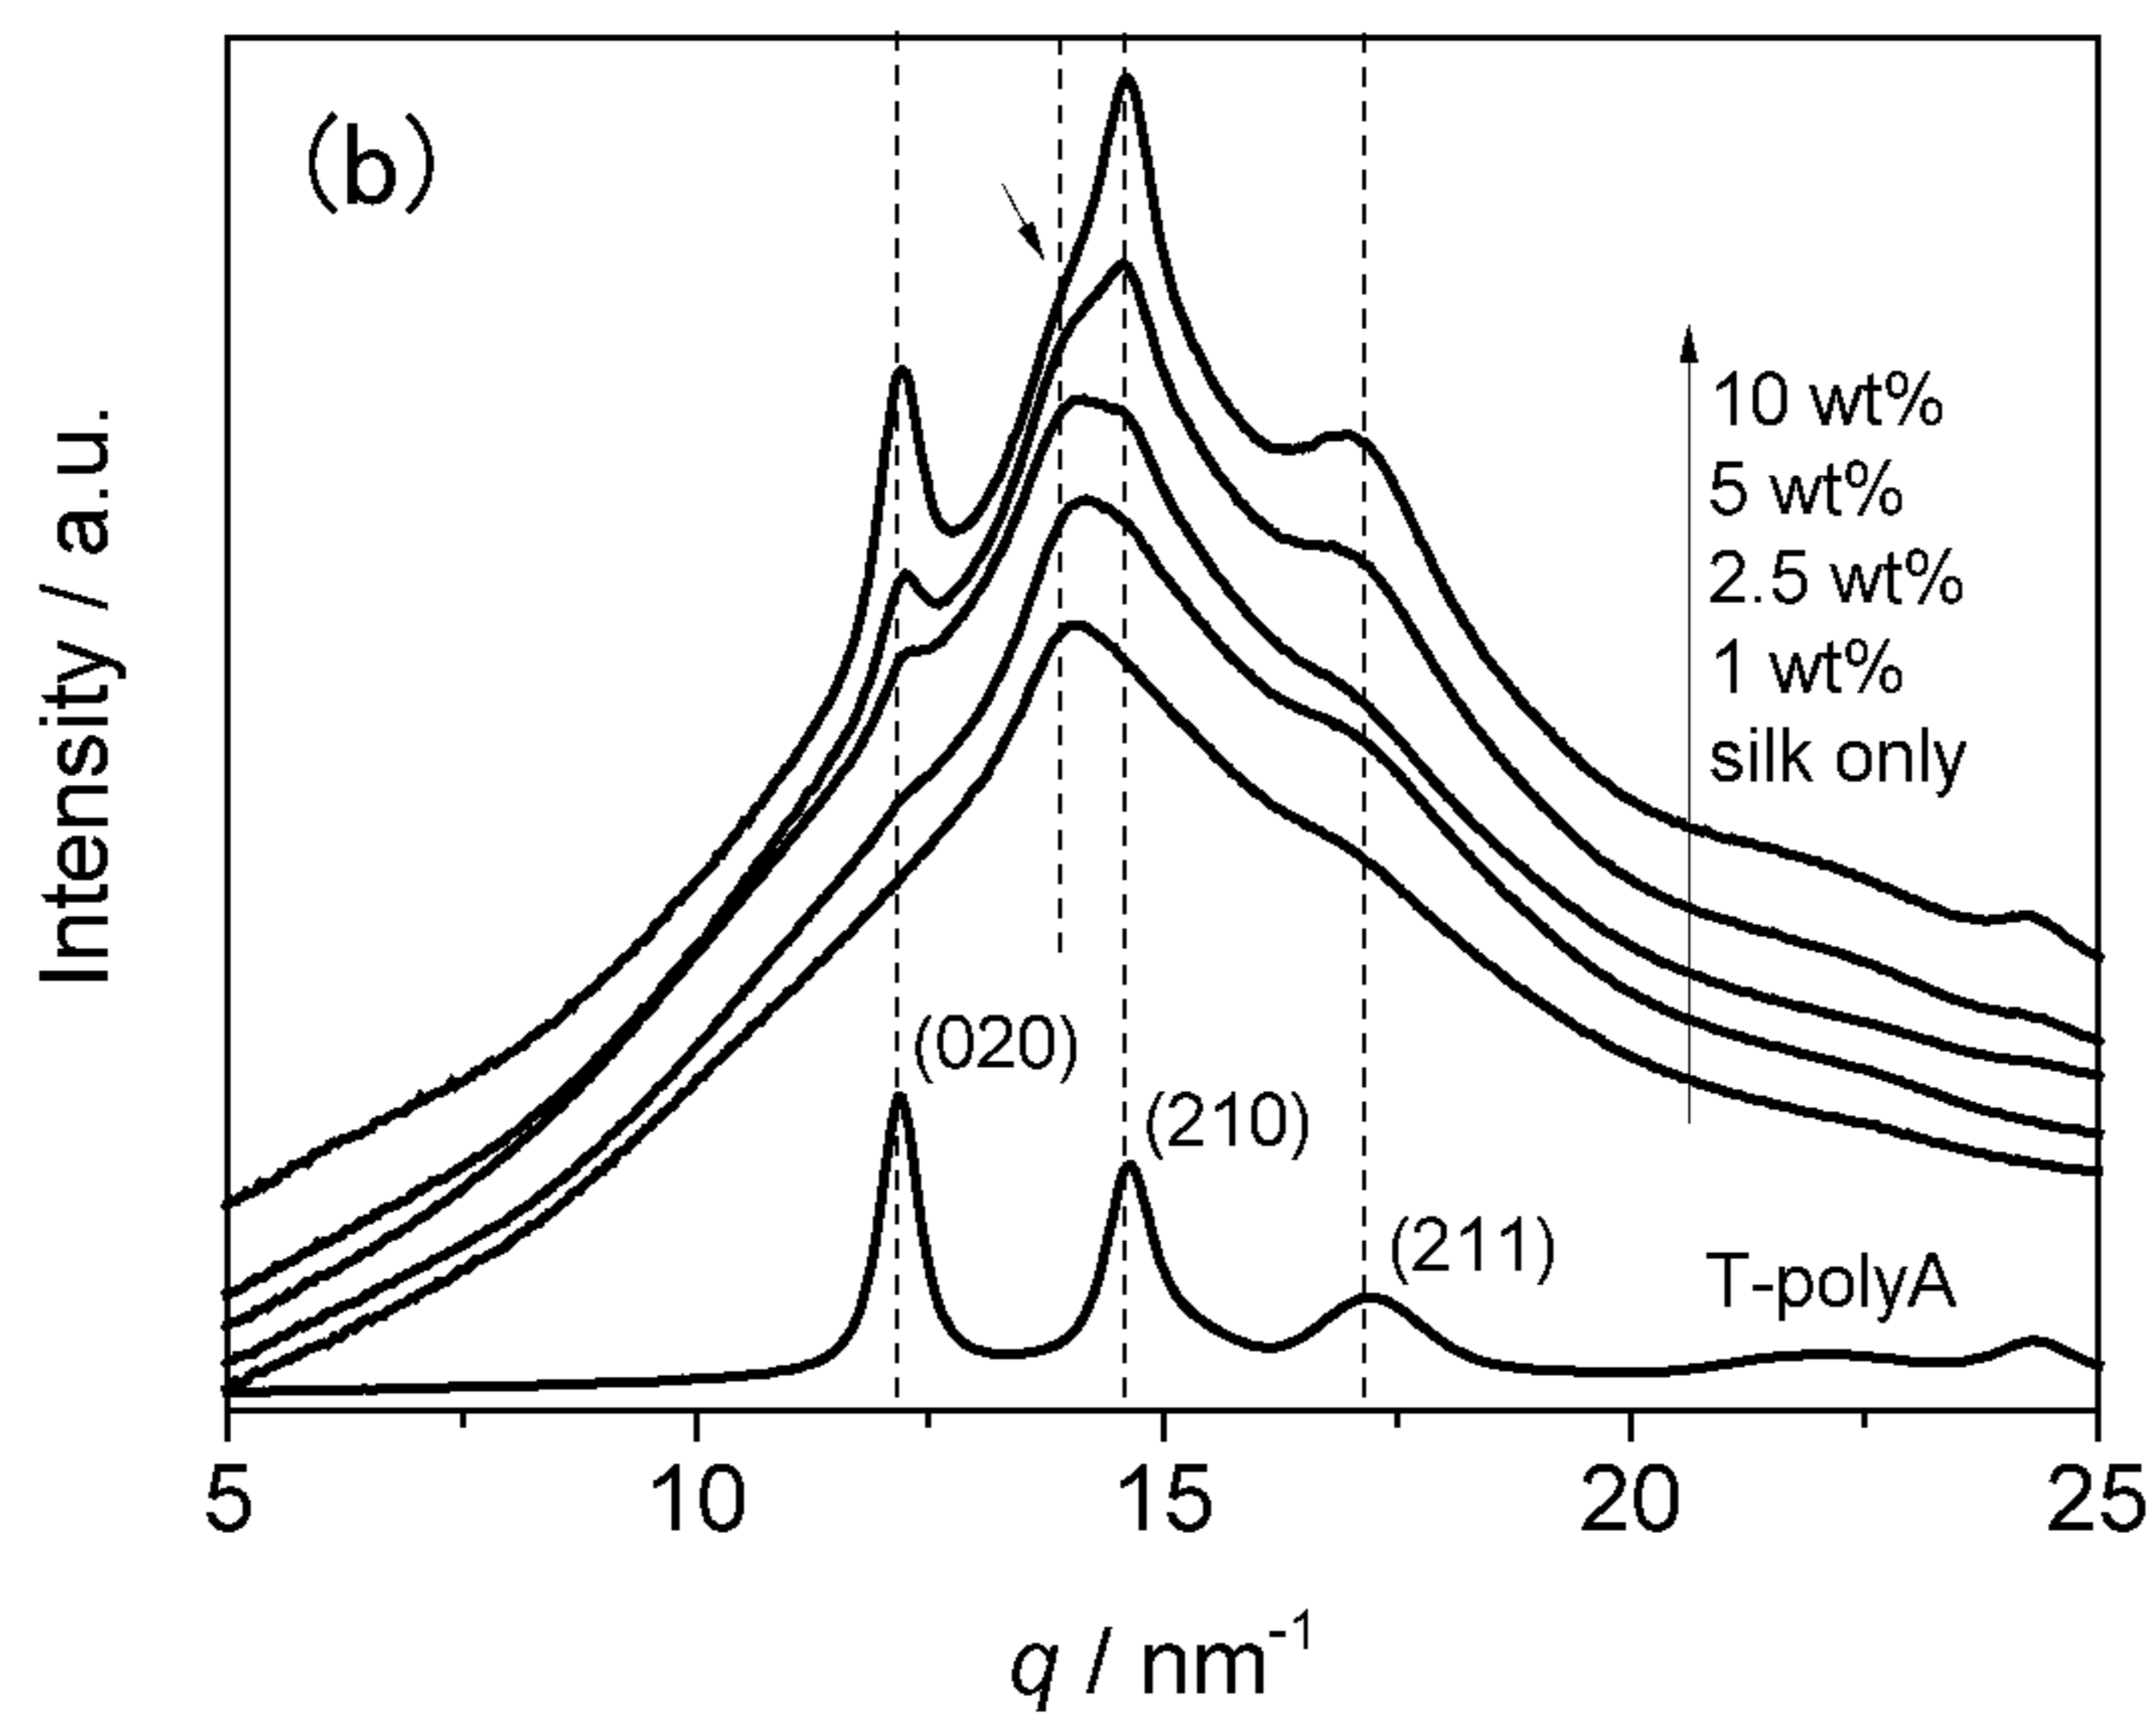 (b)
Intensity / a.u.
10 wt%
5 wt%
2.5 wt%
1 wt%
silk only
(020)
(210)
(211)
T-polyA
5 10 15 20 25
q / nm⁻¹